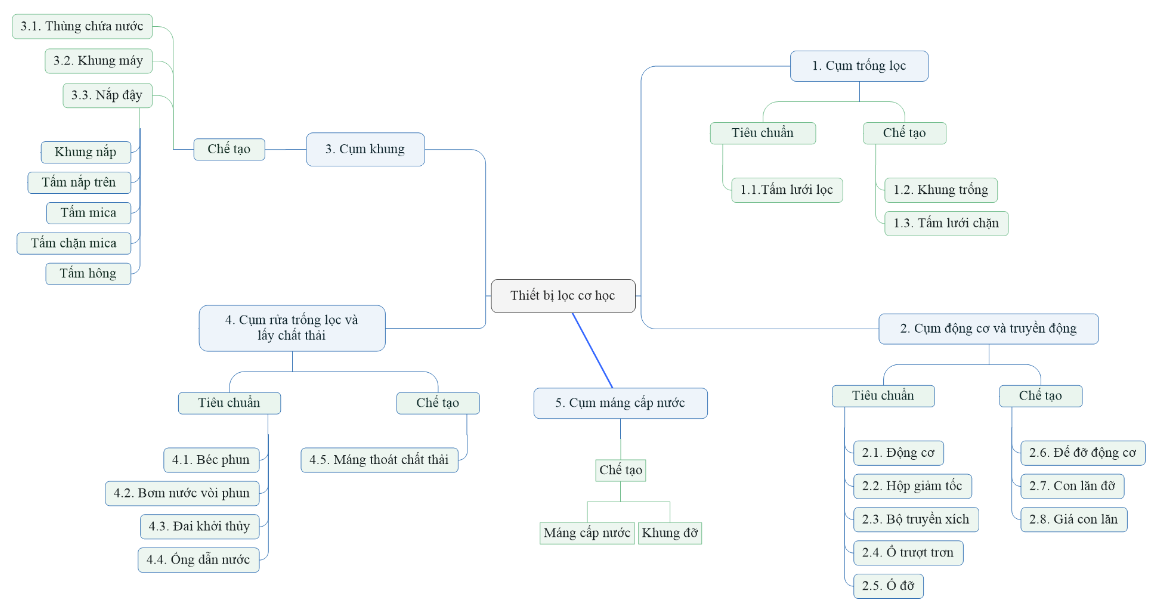 Thiết bị lọc cơ học
1. Cụm trống lọc
Tiêu chuẩn
1.1.Tấm lưới lọc
Chế tạo
1.2. Khung trống
1.3. Tấm lưới chặn
2. Cụm động cơ và truyền động
Tiêu chuẩn
2.1. Động cơ
2.2. Hộp giảm tốc
2.3. Bộ truyền xích
2.4. Ổ trượt trơn
2.5. Ổ đỡ
Chế tạo
2.6. Đế đỡ động cơ
2.7. Con lăn đỡ
2.8. Giá con lăn
3. Cụm khung
Chế tạo
3.1. Thùng chứa nước
3.2. Khung máy
3.3. Nắp đậy
Khung nắp
Tấm nắp trên
Tấm mica
Tấm chặn mica
Tấm hông
4. Cụm rửa trống lọc và
lấy chất thải
Tiêu chuẩn
4.1. Béc phun
4.2. Bơm nước vòi phun
4.3. Đai khởi thủy
4.4. Ống dẫn nước
Chế tạo
4.5. Máng thoát chất thải
5. Cụm máng cấp nước
Chế tạo
Máng cấp nước
Khung đỡ